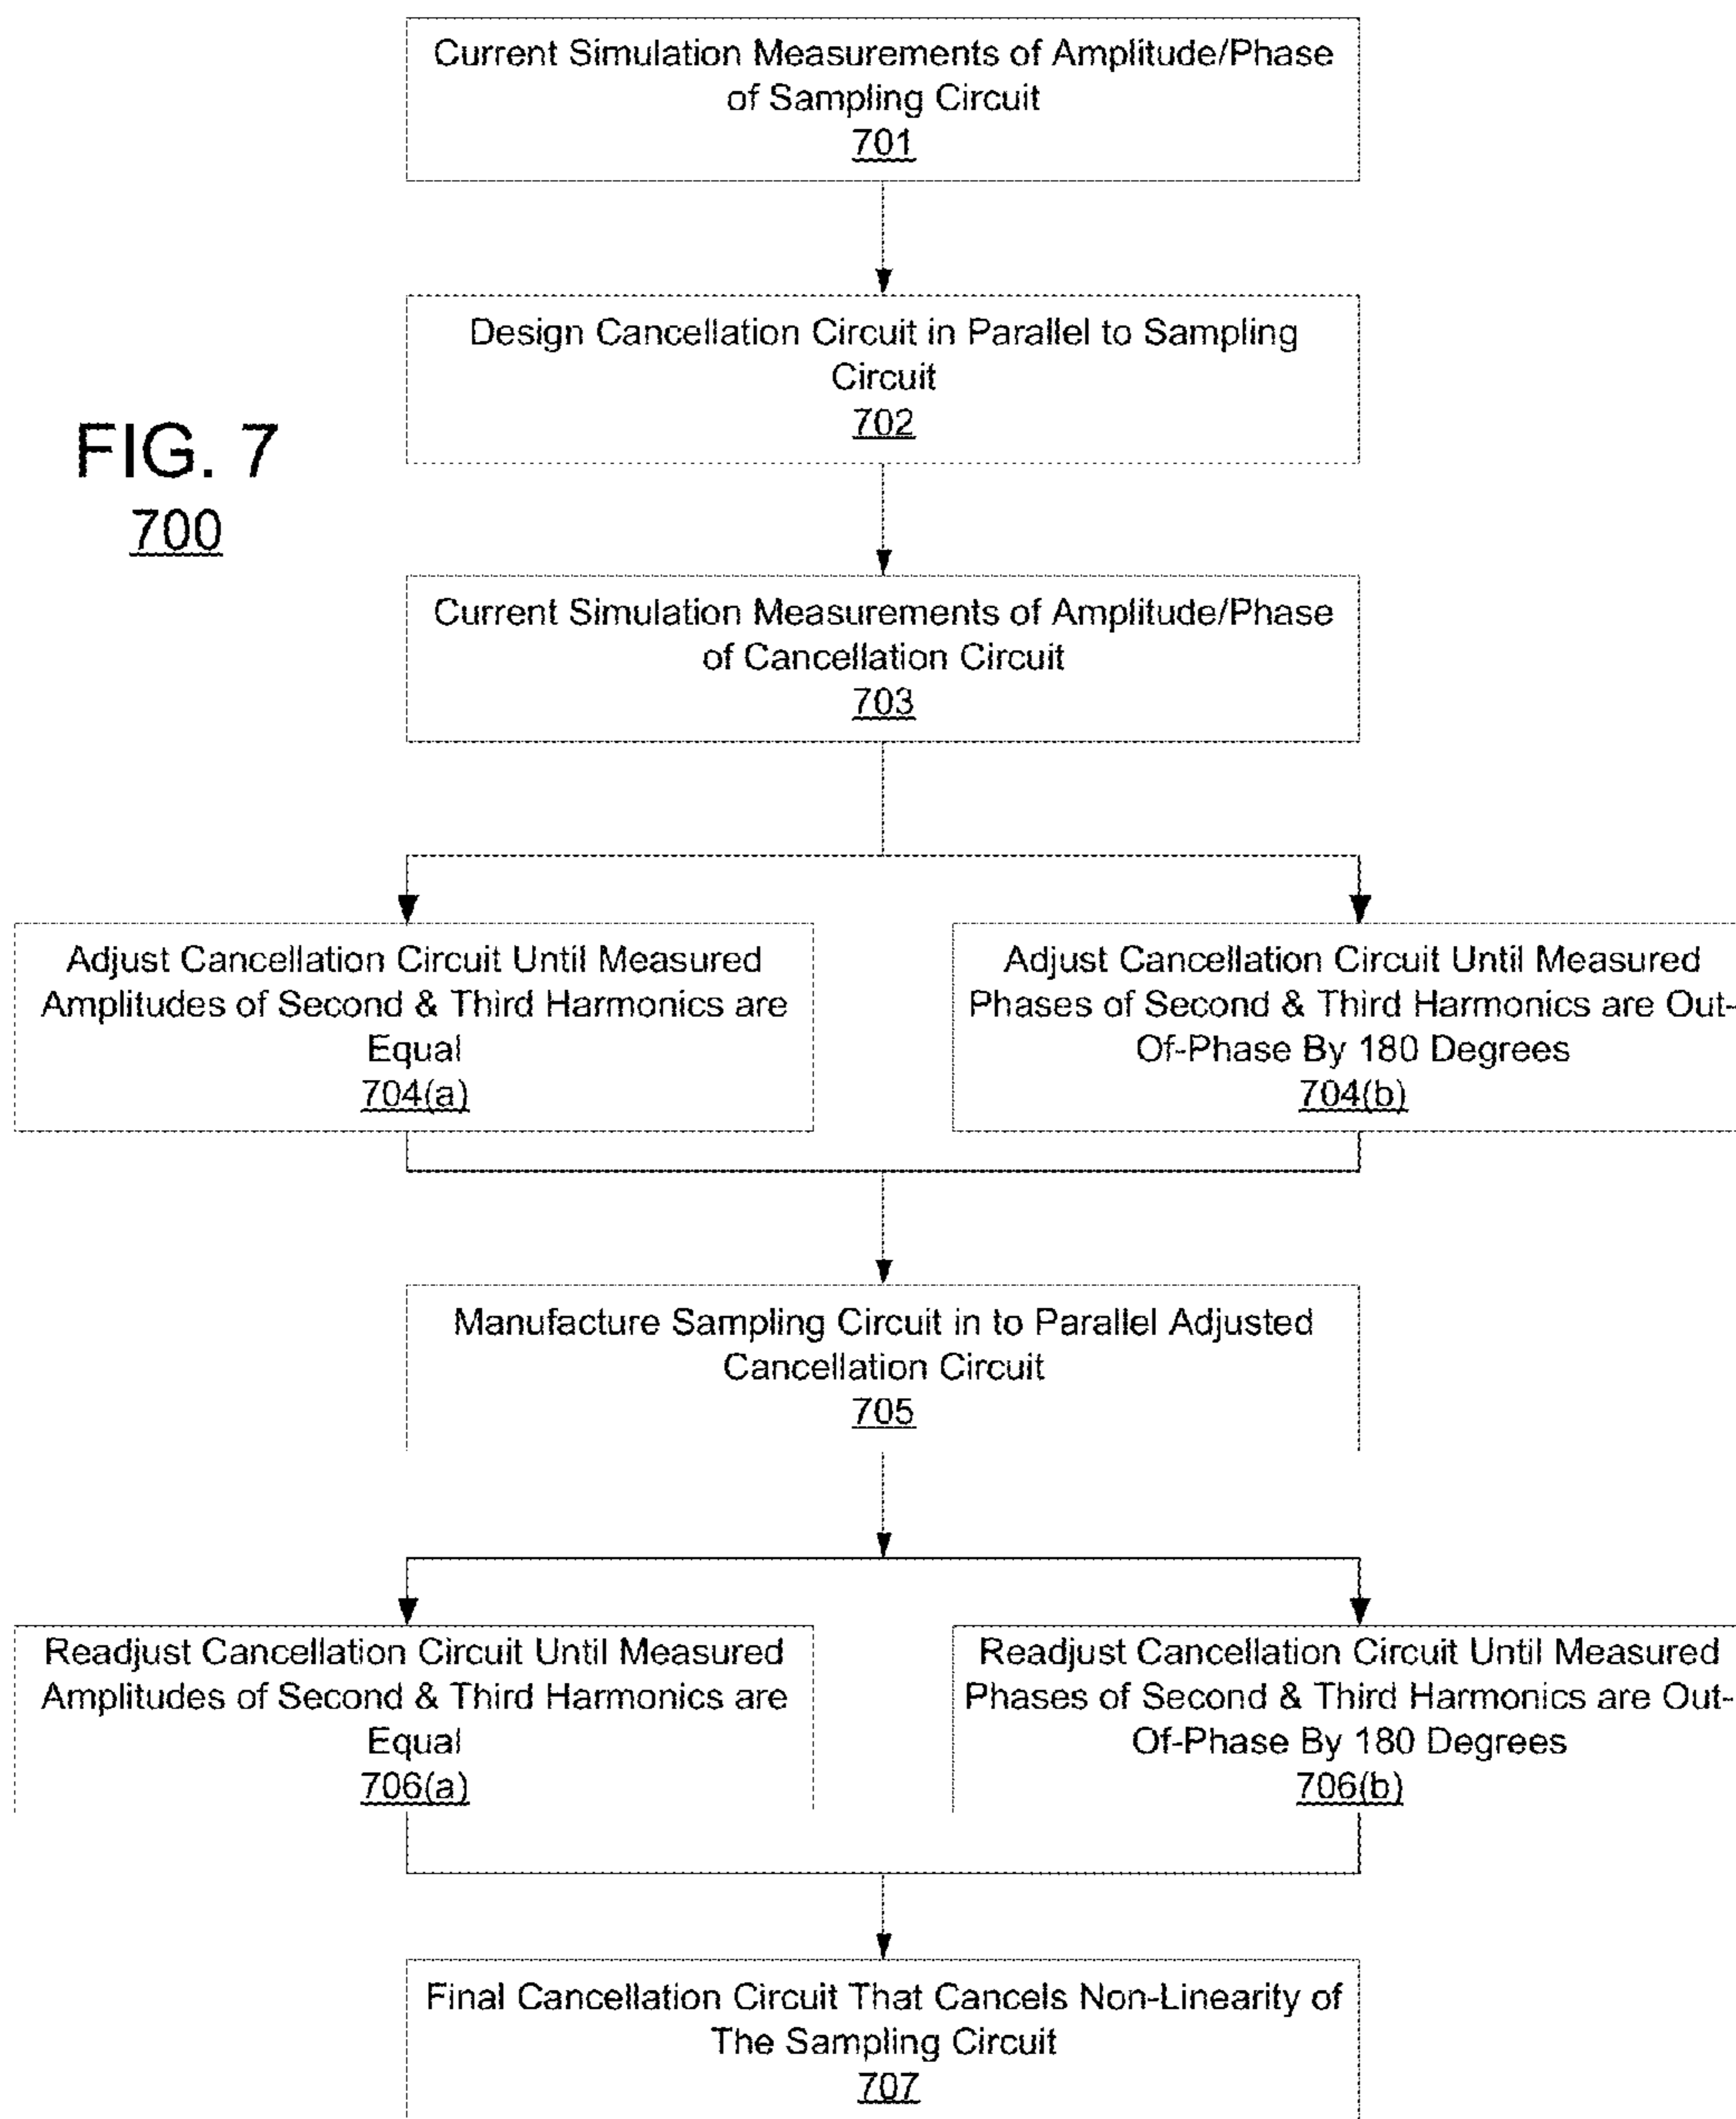 Current Simulation Measurements of Amplitude/Phase
of Sampling Circuit
701
Design Cancellation Circuit in Parallel to Sampling
Circuit
702
FIG. 7
700
Current Simulation Measurements of Amplitude/Phase
of Cancellation Circuit
703
Adjust Cancellation Circuit Until Measured
Amplitudes of Second & Third Harmonics are
Equal
704(a)
Adjust Cancellation Circuit Until Measured
Phases of Second & Third Harmonics are Out-
Of-Phase By 180 Degrees
704(b)
Manufacture Sampling Circuit in to Parallel Adjusted
Cancellation Circuit
705
Readjust Cancellation Circuit Until Measured
Amplitudes of Second & Third Harmonics are
Equal
706(a)
Readjust Cancellation Circuit Until Measured
Phases of Second & Third Harmonics are Out-
Of-Phase By 180 Degrees
706(b)
Final Cancellation Circuit That Cancels Non-Linearity of
The Sampling Circuit
707